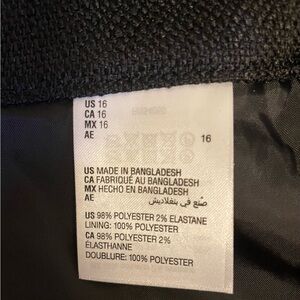 US 16
CA 16
MX 16
AE 16
US MADE IN BANGLADESH
CA FABRIQUÉ AU BANGLADESH
MX HECHO EN BANGLADESH
AE صُنع في بنغلاديش
US 98% POLYESTER 2% ELASTANE
LINING: 100% POLYESTER
CA 98% POLYESTER 2%
ÉLASTHANNE
DOUBLURE: 100% POLYESTER